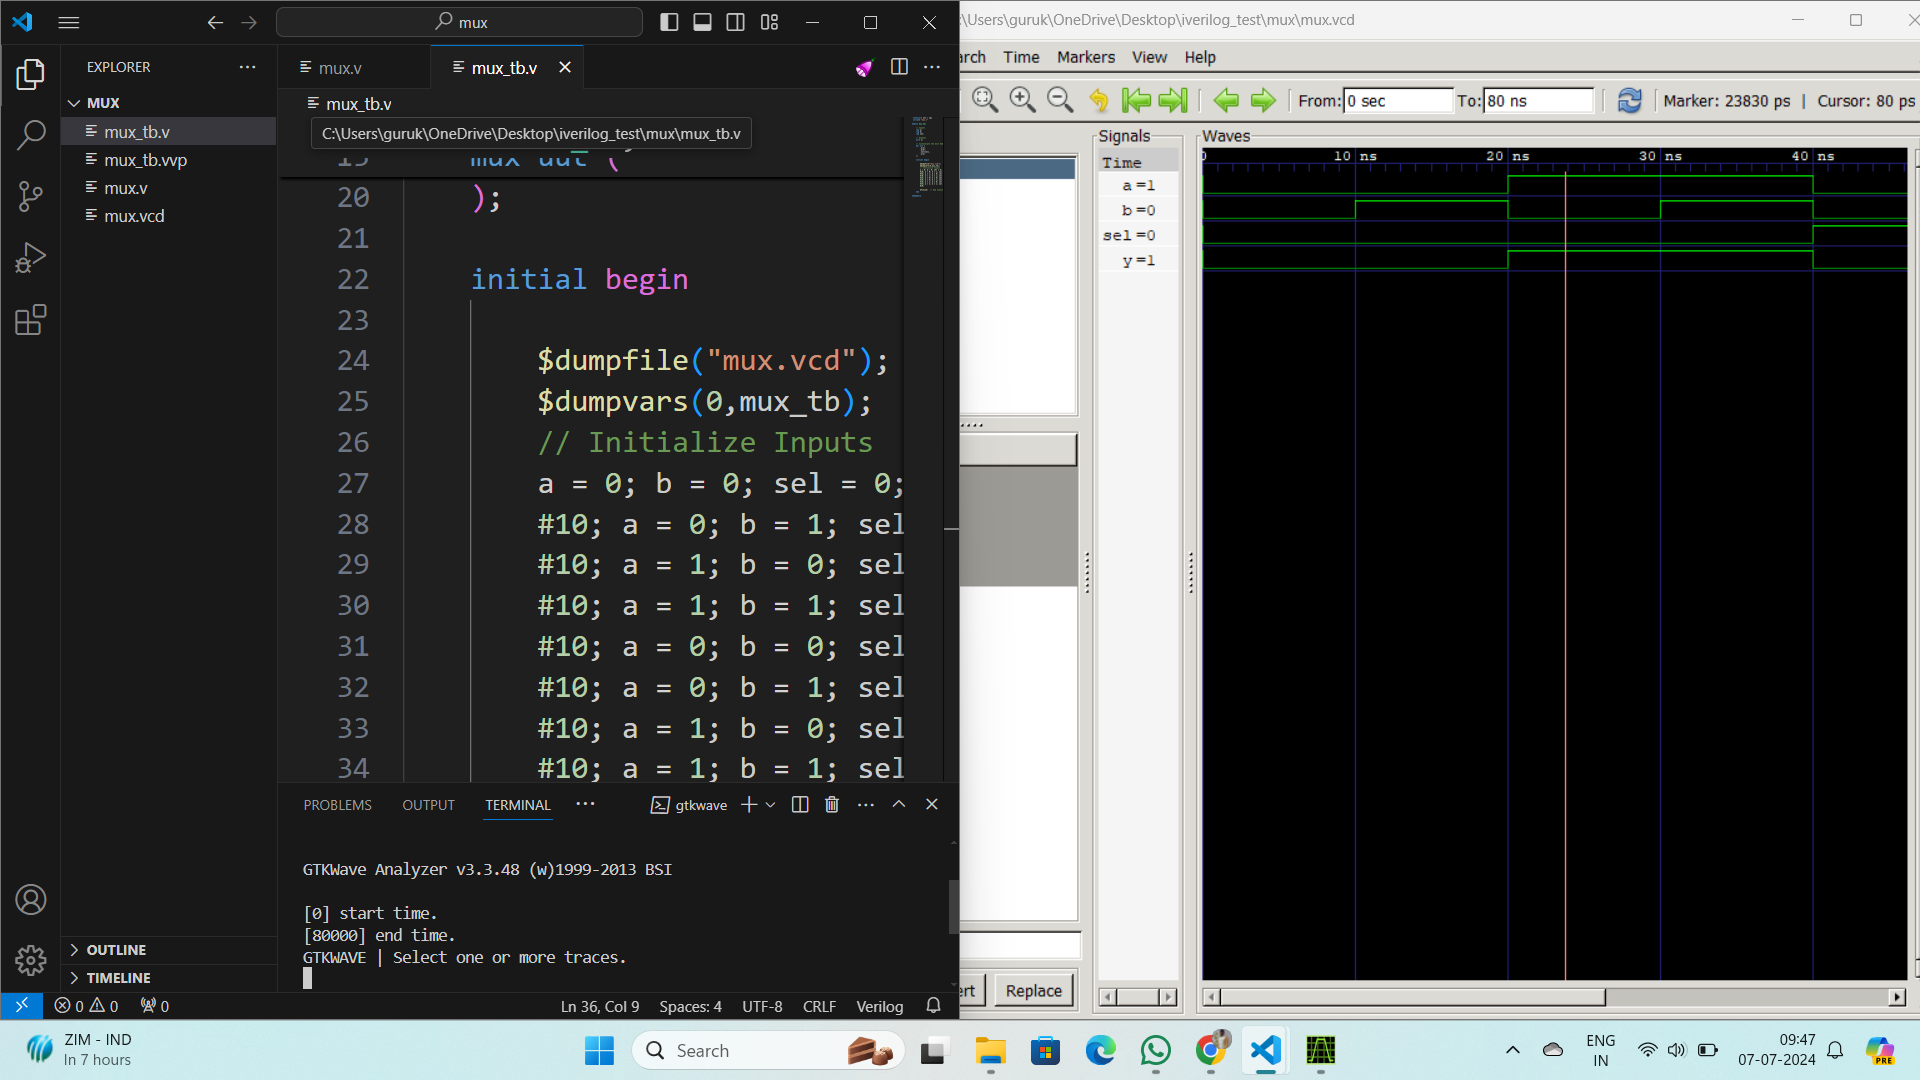 mux
EXPLORER
MUX
mux_tb.v
mux_tb.vvp
mux.v
mux.vcd
OUTLINE
TIMELINE
mux.v
mux_tb.v
mux_tb.v
C:\Users\guruk\OneDrive\Desktop\iverilog_test\mux\mux_tb.v
20 );
21
22 initial begin
23
24 $dumpfile("mux.vcd");
25 $dumpvars(0,mux_tb);
26 // Initialize Inputs
27 a = 0; b = 0; sel = 0;
28 #10; a = 0; b = 1; sel
29 #10; a = 1; b = 0; sel
30 #10; a = 1; b = 1; sel
31 #10; a = 0; b = 0; sel
32 #10; a = 0; b = 1; sel
33 #10; a = 1; b = 0; sel
34 #10; a = 1; b = 1; sel
PROBLEMS OUTPUT TERMINAL gtkwave
GTKWave Analyzer v3.3.48 (w)1999-2013 BSI
[0] start time.
[80000] end time.
GTKWAVE | Select one or more traces.
0 0 0 Ln 36, Col 9 Spaces: 4 UTF-8 CRLF Verilog
:\Users\guruk\OneDrive\Desktop\iverilog_test\mux\mux.vcd
arch Time Markers View Help
From: 0 sec To: 80 ns Marker: 23830 ps | Cursor: 80 ps
Signals
Time
a =1
b =0
sel =0
y =1
Waves
0 10 ns 20 ns 30 ns 40 ns
ert Replace
ZIM - IND
In 7 hours
Search
ENG
IN
09:47
07-07-2024
PRE